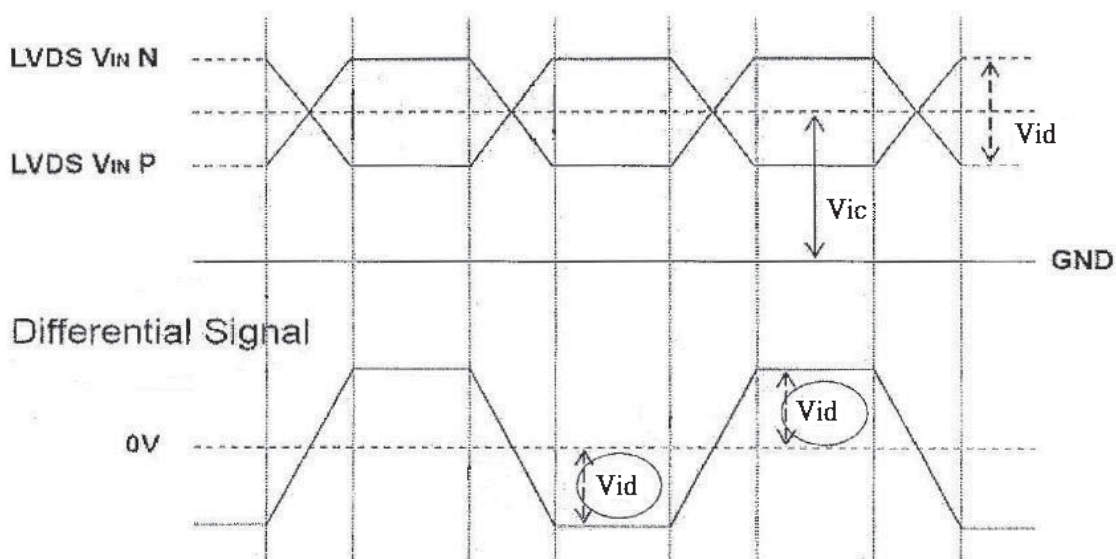 LVDS VIN N
Vid
LVDS VIN P
Vic
GND
Differential Signal
Vid
0V
Vid